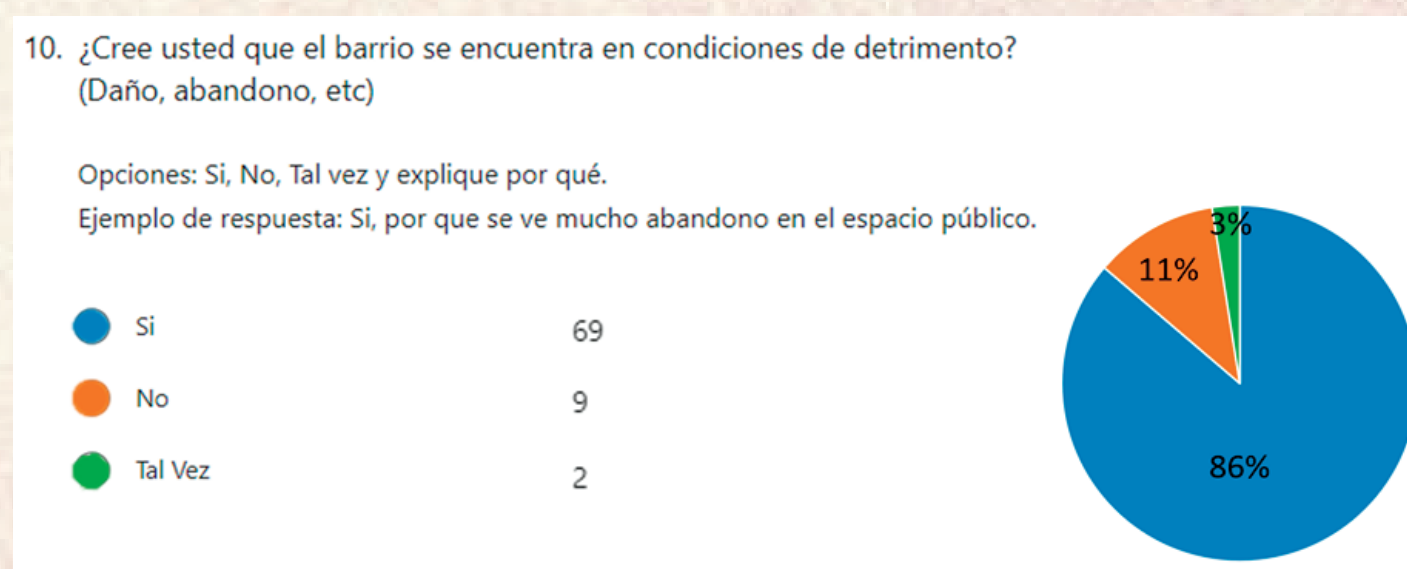 10. ¿Cree usted que el barrio se encuentra en condiciones de detrimento?
(Daño, abandono, etc)
Opciones: Si, No, Tal vez y explique por qué.
Ejemplo de respuesta: Si, por que se ve mucho abandono en el espacio público.
Si 69
No 9
Tal Vez 2
3%
11%
86%